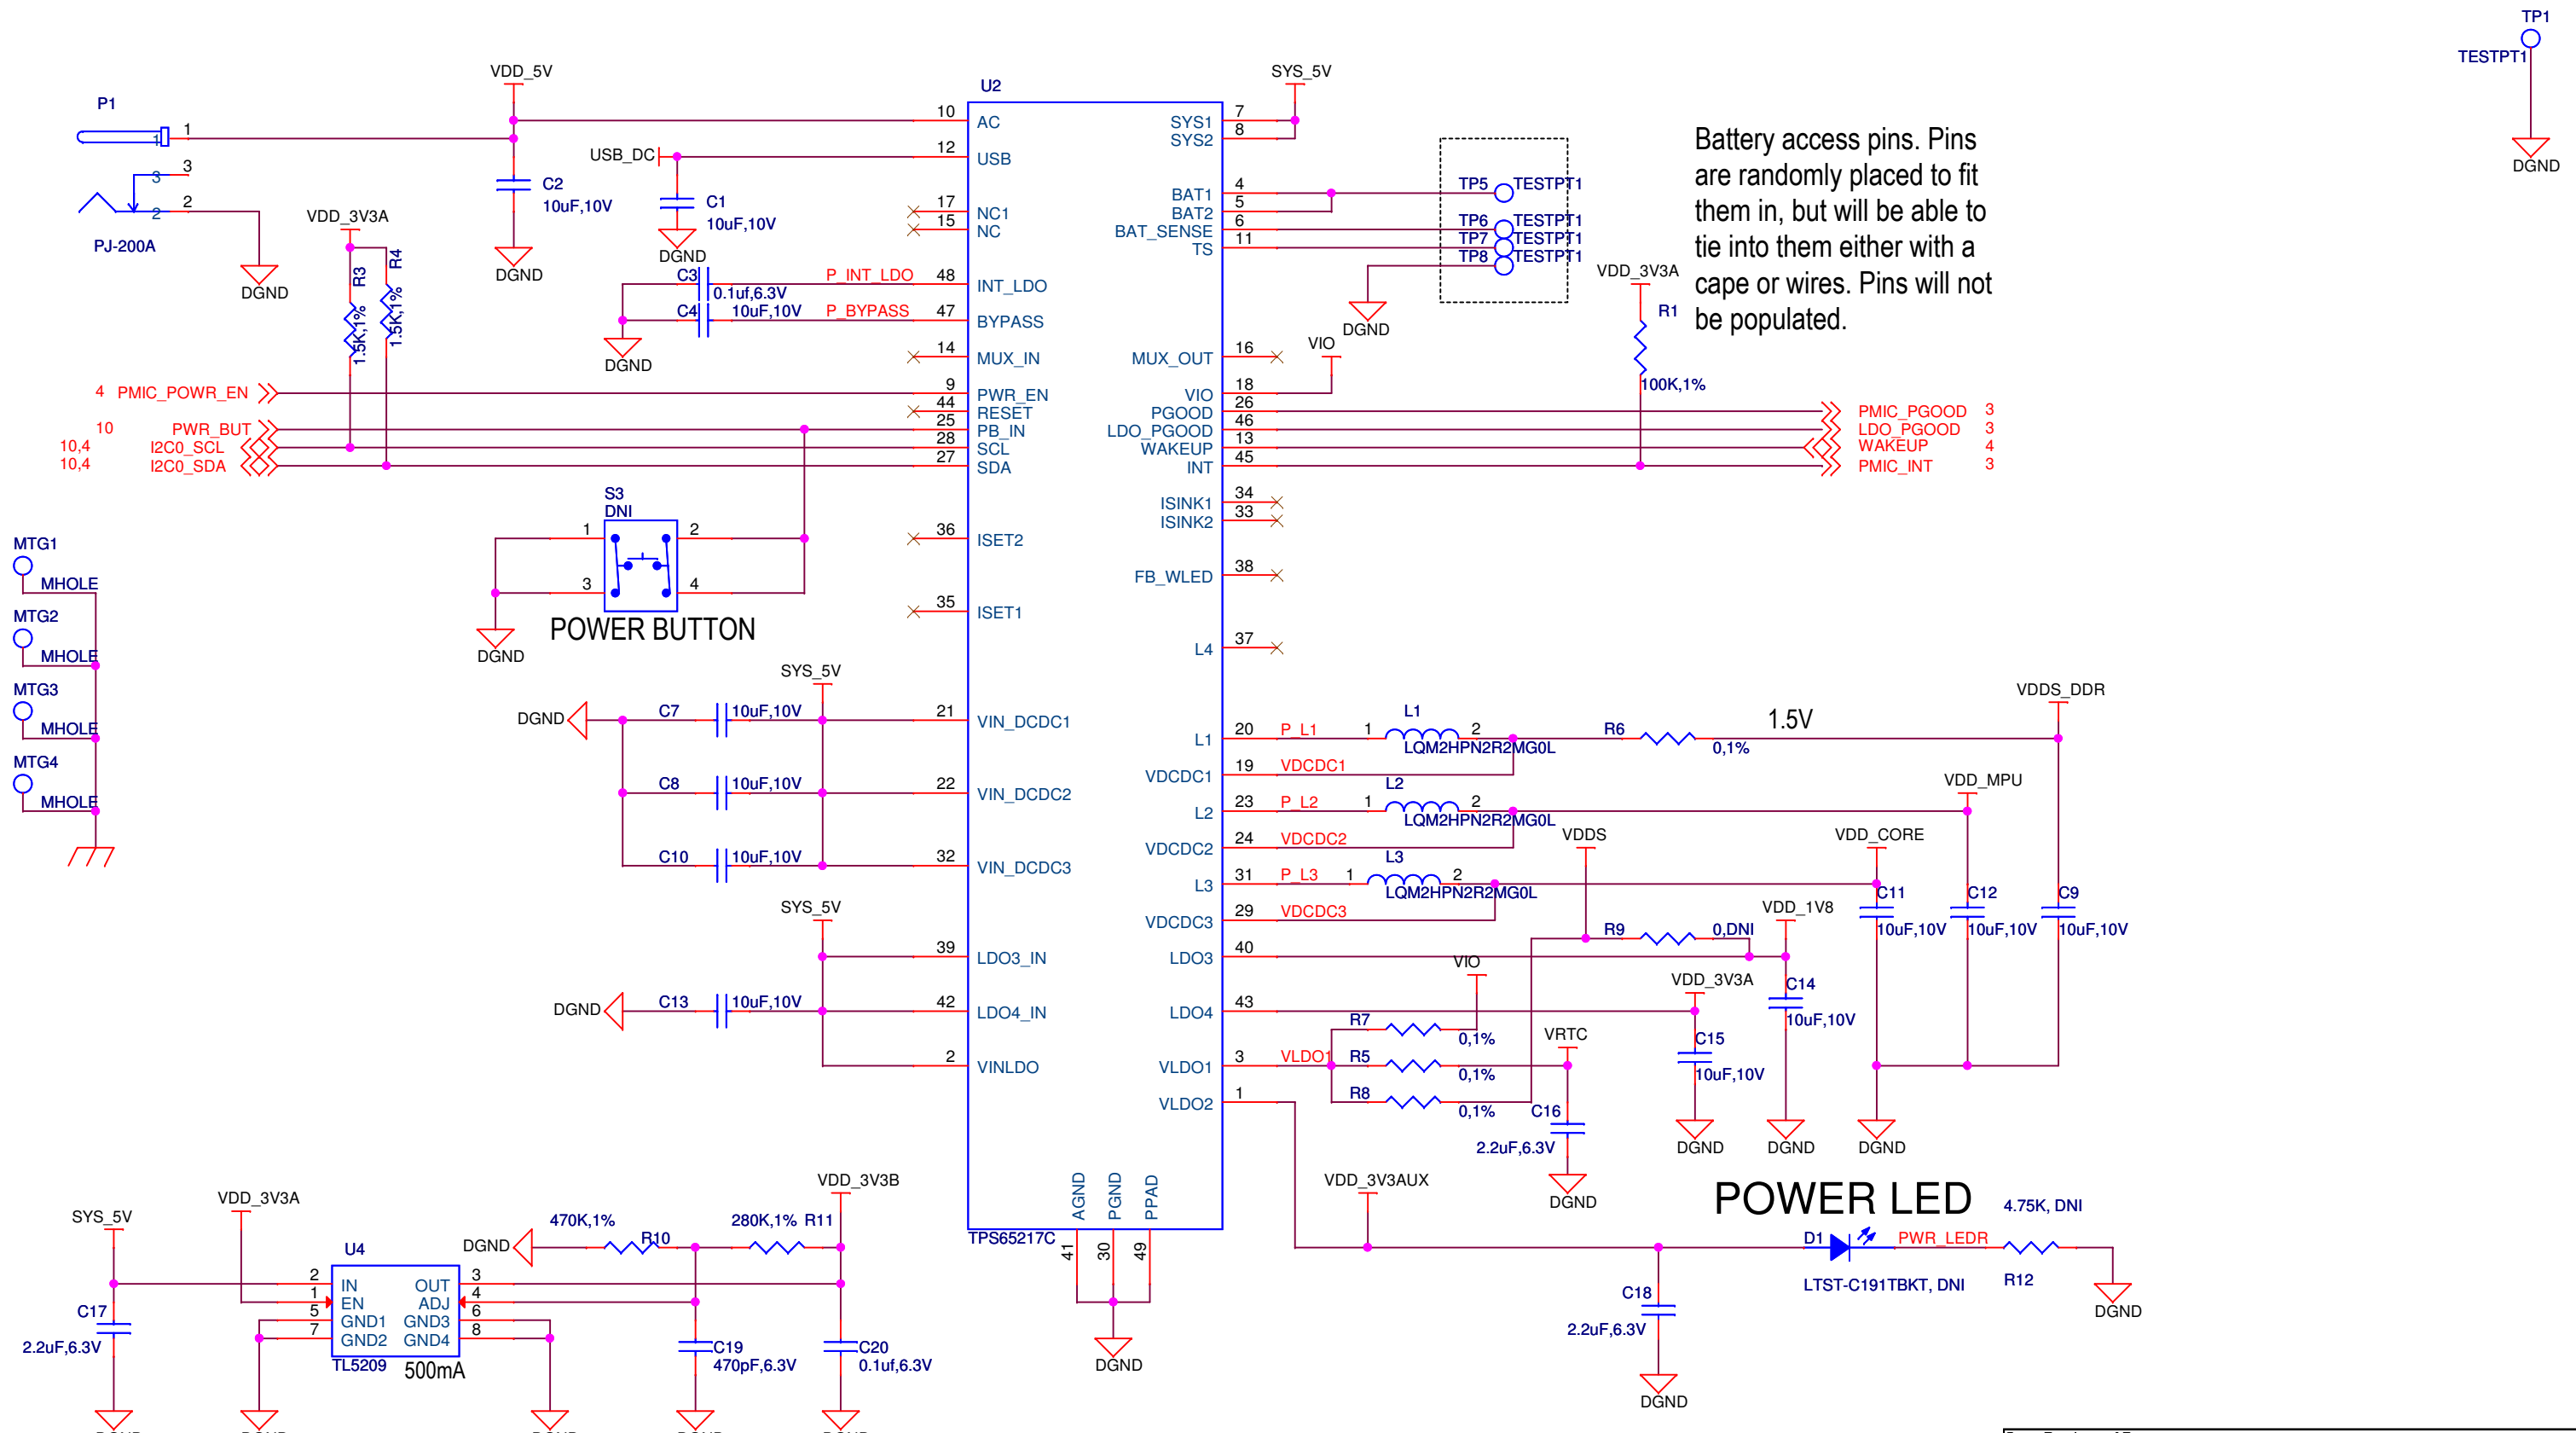 TP1
TESTPT1
DGND
P1
1
1
3
3
2
2
PJ-200A
DGND
VDD_5V
C2
10uF,10V
DGND
USB_DC
C1
10uF,10V
DGND
VDD_3V3A
R3
1.5K,1%
R4
1.5K,1%
C3
0.1uf,6.3V
P_INT_LDO
C4
10uF,10V
P_BYPASS
DGND
4 PMIC_POWR_EN
10 PWR_BUT
10,4 I2C0_SCL
10,4 I2C0_SDA
S3
DNI
1
2
3
4
DGND
POWER BUTTON
MTG1
MHOLE
MTG2
MHOLE
MTG3
MHOLE
MTG4
MHOLE
SYS_5V
DGND
C7
10uF,10V
C8
10uF,10V
C10
10uF,10V
SYS_5V
DGND
C13
10uF,10V
U2
10 AC
12 USB
17 NC1
15 NC
48 INT_LDO
47 BYPASS
14 MUX_IN
9 PWR_EN
44 RESET
25 PB_IN
28 SCL
27 SDA
36 ISET2
35 ISET1
21 VIN_DCDC1
22 VIN_DCDC2
32 VIN_DCDC3
39 LDO3_IN
42 LDO4_IN
2 VINLDO
SYS1 7
SYS2 8
BAT1 4
BAT2 5
BAT_SENSE 6
TS 11
MUX_OUT 16
VIO 18
PGOOD 26
LDO_PGOOD 46
WAKEUP 13
INT 45
ISINK1 34
ISINK2 33
FB_WLED 38
L4 37
L1 20
VDCDC1 19
L2 23
VDCDC2 24
L3 31
VDCDC3 29
LDO3 40
LDO4 43
VLDO1 3
VLDO2 1
AGND
PGND
PPAD
41
30
49
TPS65217C
DGND
SYS_5V
TP5 TESTPT1
TP6 TESTPT1
TP7 TESTPT1
TP8 TESTPT1
DGND
VIO
Battery access pins. Pins
are randomly placed to fit
them in, but will be able to
tie into them either with a
cape or wires. Pins will not
be populated.
VDD_3V3A
R1
100K,1%
PMIC_PGOOD 3
LDO_PGOOD 3
WAKEUP 4
PMIC_INT 3
P_L1
1
L1
2
LQM2HPN2R2MG0L
R6
0,1%
1.5V
VDDS_DDR
VDCDC1
P_L2
1
L2
2
LQM2HPN2R2MG0L
VDD_MPU
VDCDC2
VDDS
VDD_CORE
P_L3
1
L3
2
LQM2HPN2R2MG0L
VDCDC3
C11
10uF,10V
C12
10uF,10V
C9
10uF,10V
VDD_1V8
R9
0,DNI
VIO
VDD_3V3A
C14
10uF,10V
R7
0,1%
VRTC
C15
10uF,10V
VLDO1
R5
0,1%
R8
0,1%
C16
2.2uF,6.3V
DGND
DGND
DGND
DGND
VDD_3V3AUX
POWER LED
D1
LTST-C191TBKT, DNI
PWR_LEDR
4.75K, DNI
R12
DGND
C18
2.2uF,6.3V
DGND
SYS_5V
VDD_3V3A
C17
2.2uF,6.3V
U4
2 IN
1 EN
5 GND1
7 GND2
OUT 3
ADJ 4
GND3 6
GND4 8
TL5209
500mA
DGND
470K,1%
R10
280K,1% R11
VDD_3V3B
C19
470pF,6.3V
C20
0.1uf,6.3V